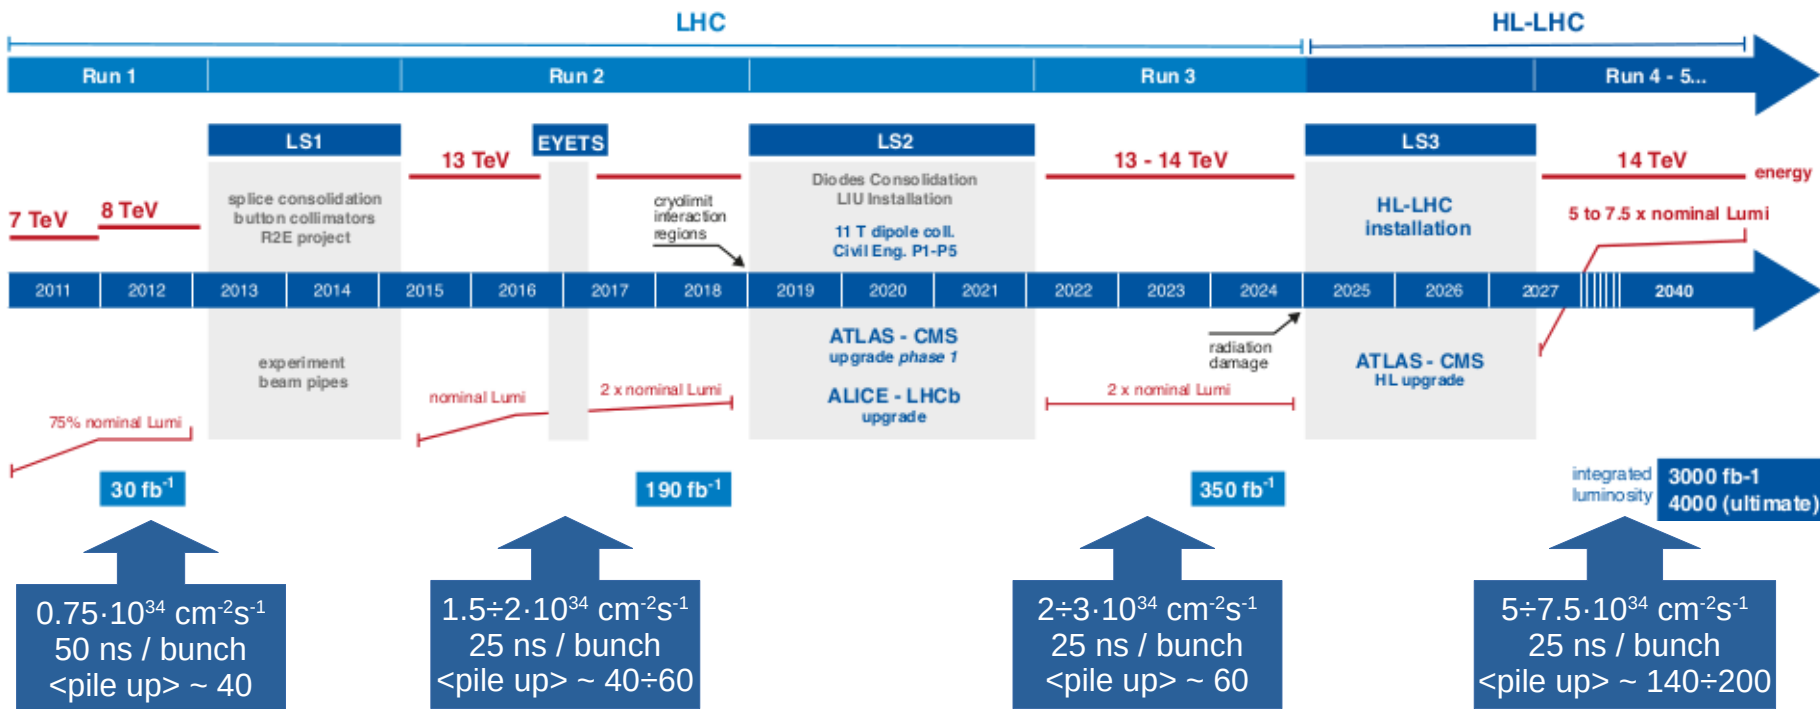 LHC
HL-LHC
Run 1
Run 2
Run 3
Run 4 - 5...
LS1
EYETS
LS2
LS3
13 TeV
13 - 14 TeV
14 TeV
energy
7 TeV
8 TeV
splice consolidation
button collimators
R2E project
cryolimit
interaction
regions
Diodes Consolidation
LIU Installation
11 T dipole coll.
Civil Eng. P1-P5
HL-LHC
installation
5 to 7.5 x nominal Lumi
2011
2012
2013
2014
2015
2016
2017
2018
2019
2020
2021
2022
2023
2024
2025
2026
2027
2040
experiment
beam pipes
ATLAS - CMS
upgrade phase 1
ALICE - LHCb
upgrade
radiation
damage
ATLAS - CMS
HL upgrade
75% nominal Lumi
nominal Lumi
2 x nominal Lumi
2 x nominal Lumi
30 fb⁻¹
190 fb⁻¹
350 fb⁻¹
integrated
luminosity
3000 fb-1
4000 (ultimate)
0.75·10³⁴ cm⁻²s⁻¹
50 ns / bunch
<pile up> ~ 40
1.5÷2·10³⁴ cm⁻²s⁻¹
25 ns / bunch
<pile up> ~ 40÷60
2÷3·10³⁴ cm⁻²s⁻¹
25 ns / bunch
<pile up> ~ 60
5÷7.5·10³⁴ cm⁻²s⁻¹
25 ns / bunch
<pile up> ~ 140÷200